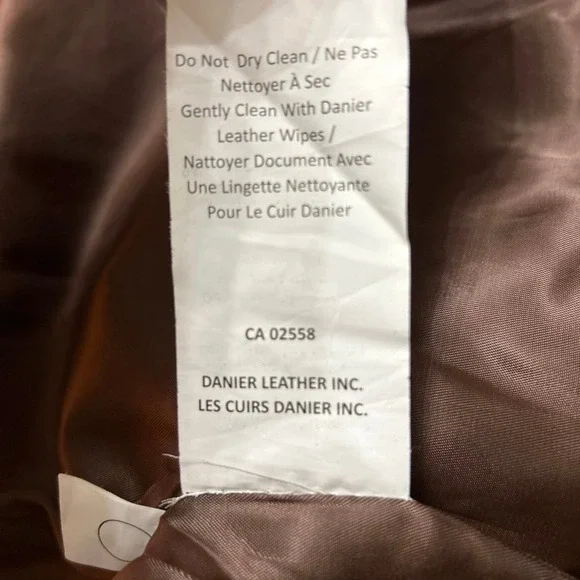 Do Not Dry Clean / Ne Pas
Nettoyer À Sec
Gently Clean With Danier
Leather Wipes /
Nattoyer Document Avec
Une Lingette Nettoyante
Pour Le Cuir Danier
CA 02558
DANIER LEATHER INC.
LES CUIRS DANIER INC.